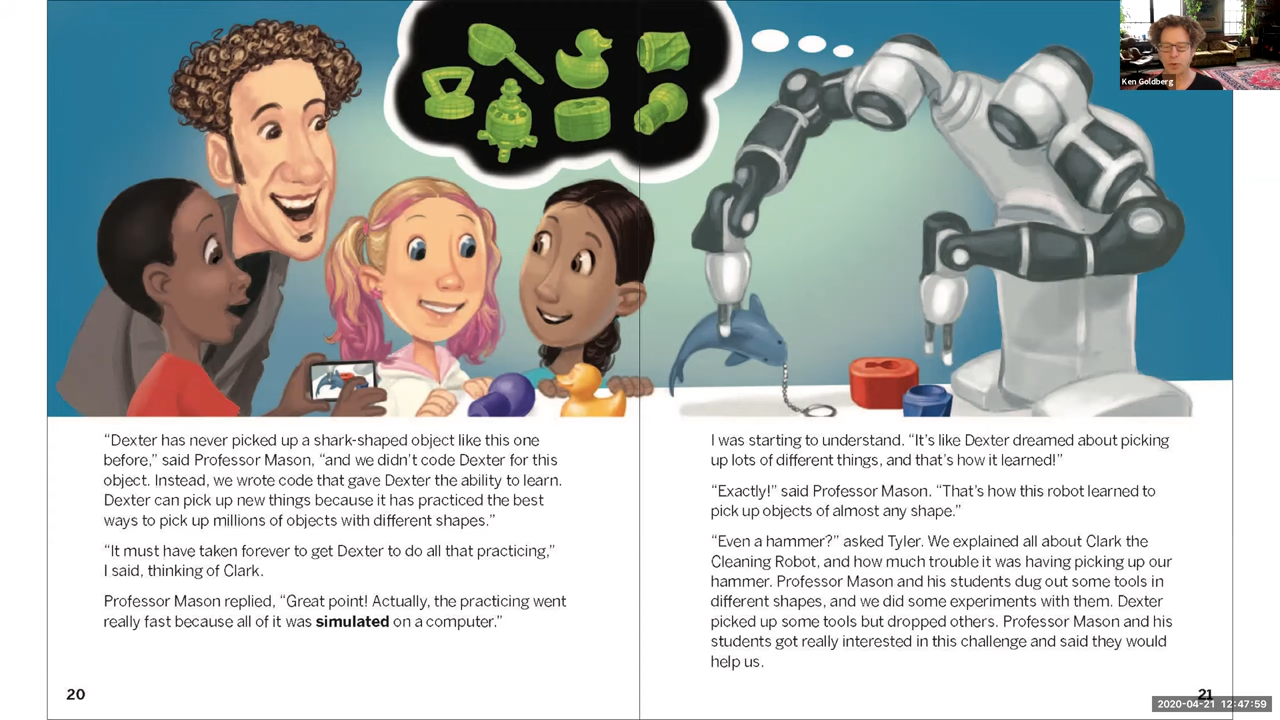 Ken Goldberg
“Dexter has never picked up a shark-shaped object like this one
before,” said Professor Mason, “and we didn’t code Dexter for this
object. Instead, we wrote code that gave Dexter the ability to learn.
Dexter can pick up new things because it has practiced the best
ways to pick up millions of objects with different shapes.”
“It must have taken forever to get Dexter to do all that practicing,”
I said, thinking of Clark.
Professor Mason replied, “Great point! Actually, the practicing went
really fast because all of it was simulated on a computer.”
20
I was starting to understand. “It’s like Dexter dreamed about picking
up lots of different things, and that’s how it learned!”
“Exactly!” said Professor Mason. “That’s how this robot learned to
pick up objects of almost any shape.”
“Even a hammer?” asked Tyler. We explained all about Clark the
Cleaning Robot, and how much trouble it was having picking up our
hammer. Professor Mason and his students dug out some tools in
different shapes, and we did some experiments with them. Dexter
picked up some tools but dropped others. Professor Mason and his
students got really interested in this challenge and said they would
help us.
21
2020-04-21 12:47:59